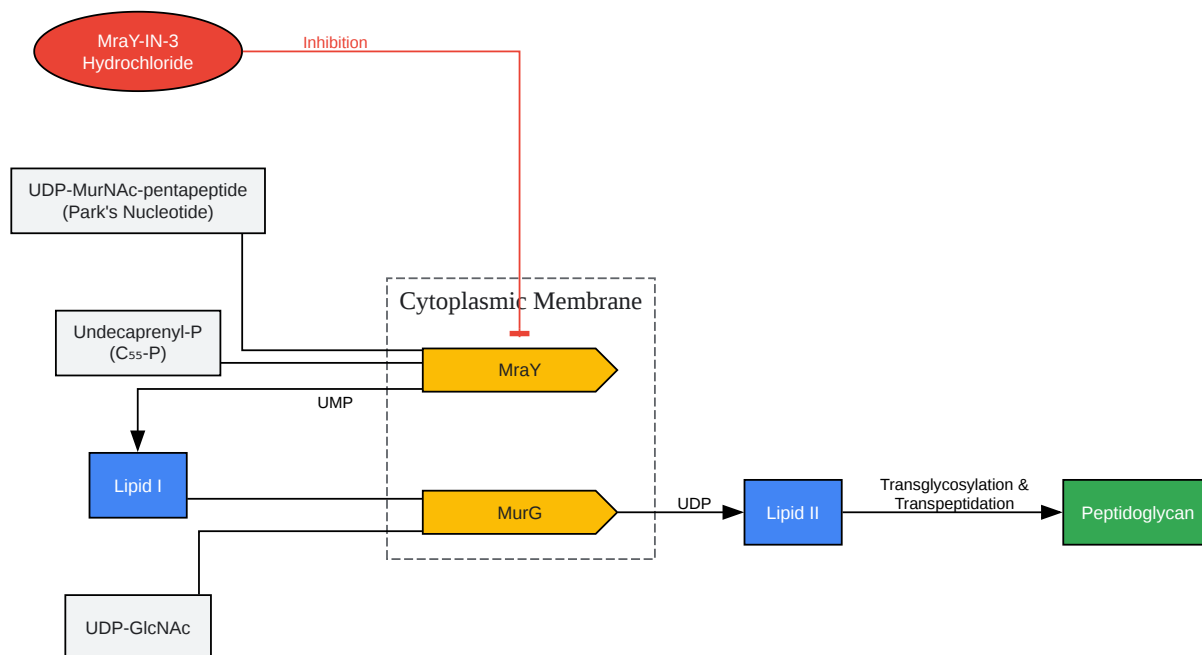 MraY-IN-3
Hydrochloride
Inhibition
UDP-MurNAc-pentapeptide
(Park's Nucleotide)
Cytoplasmic Membrane
Undecaprenyl-P
(C₅₅-P)
MraY
UMP
Lipid I
MurG
UDP
Lipid II
Transglycosylation &
Transpeptidation
Peptidoglycan
UDP-GlcNAc